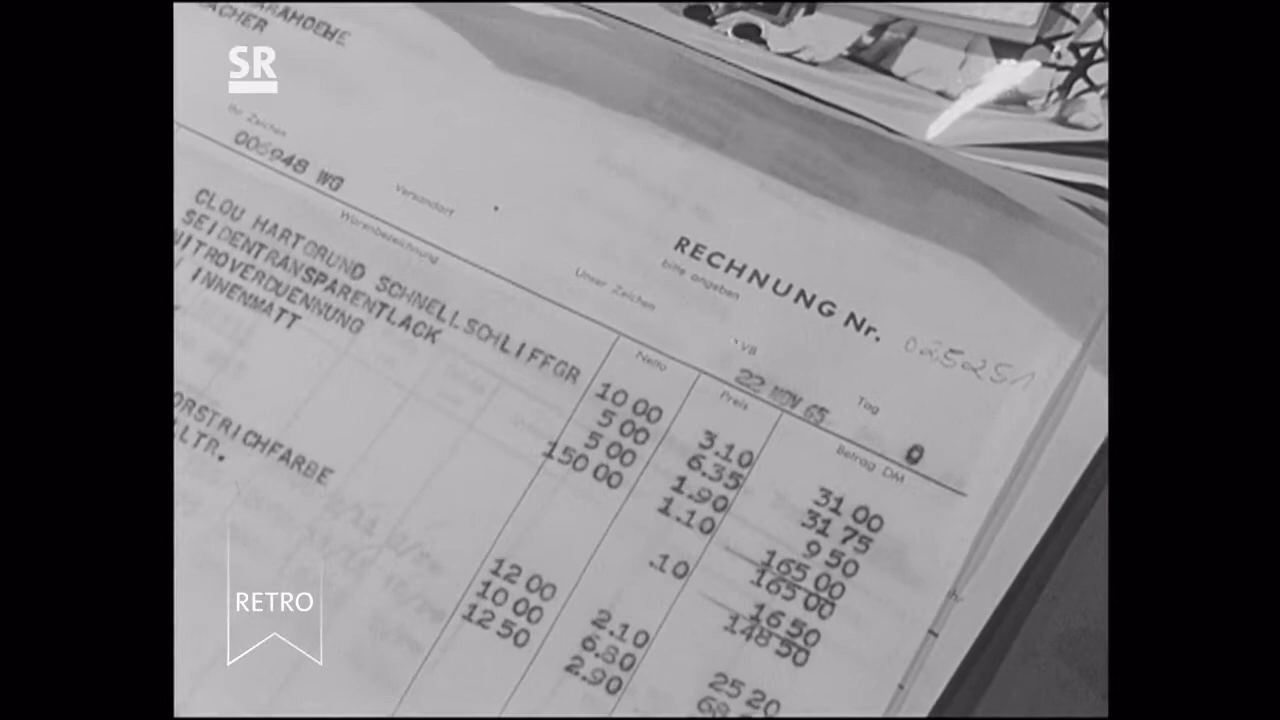 ARAHOEHE
ACHER
SR
Ihr Zeichen
006948 WG
Versandort
Unser Zeichen
RECHNUNG Nr. 025251
bitte angeben
VB
22 NOV 65
Tag
Warenbezeichnung
Netto
Preis
Betrag DM
CLOU HARTGRUND SCHNELLSCHLIFFGR 10 00 3.10 31 00
SEIDENTRANSPARENTLACK 5 00 6.35 31 75
NITROVERDUENNUNG 5 00 1.90 9 50
INNENMATT 150 00 1.10 165 00
165 00
.10 16 50
148 50
ORSTRICHFARBE 12 00 2.10 25 20
LTR. 10 00 6.80 68
12 50 2.90
RETRO